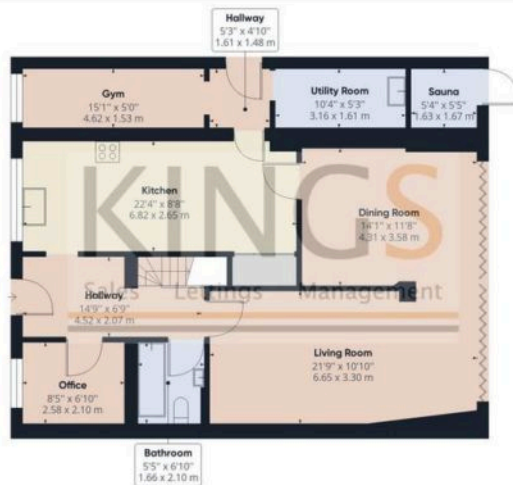 Hallway
5'3" x 4'10"
1.61 x 1.48 m
Gym
15'1" x 5'0"
4.62 x 1.53 m
Utility Room
10'4" x 5'3"
3.16 x 1.61 m
Sauna
5'4" x 5'5"
1.63 x 1.67 m
Kitchen
22'4" x 8'8"
6.82 x 2.65 m
Dining Room
14'1" x 11'8"
4.31 x 3.58 m
KINGS
Sales Lettings Management
Hallway
14'9" x 6'9"
4.52 x 2.07 m
Living Room
21'9" x 10'10"
6.65 x 3.30 m
Office
8'5" x 6'10"
2.58 x 2.10 m
Bathroom
5'5" x 6'10"
1.66 x 2.10 m